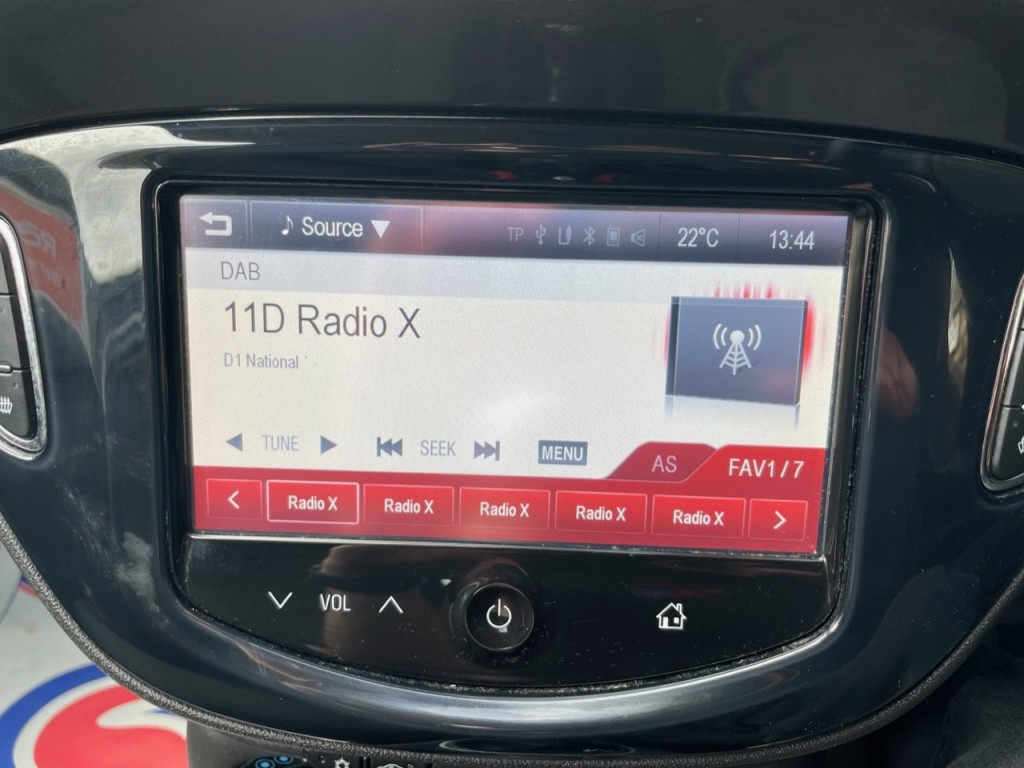 Source
TP 22°C 13:44
DAB
11D Radio X
D1 National
TUNE SEEK MENU AS FAV1/7
Radio X Radio X Radio X Radio X Radio X
VOL